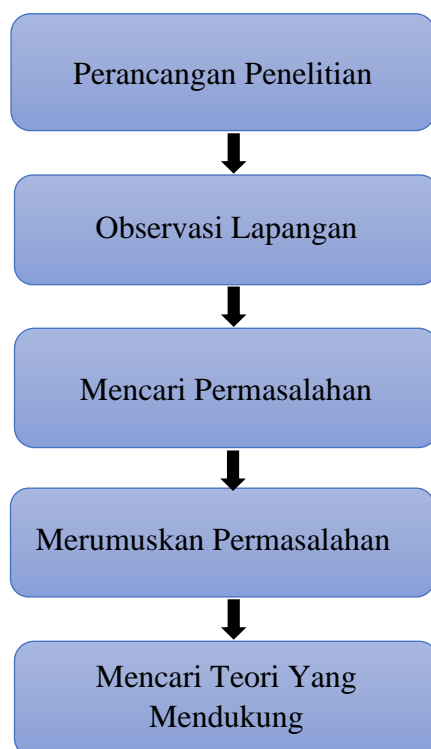 Perancangan Penelitian
Observasi Lapangan
Mencari Permasalahan
Merumuskan Permasalahan
Mencari Teori Yang
Mendukung